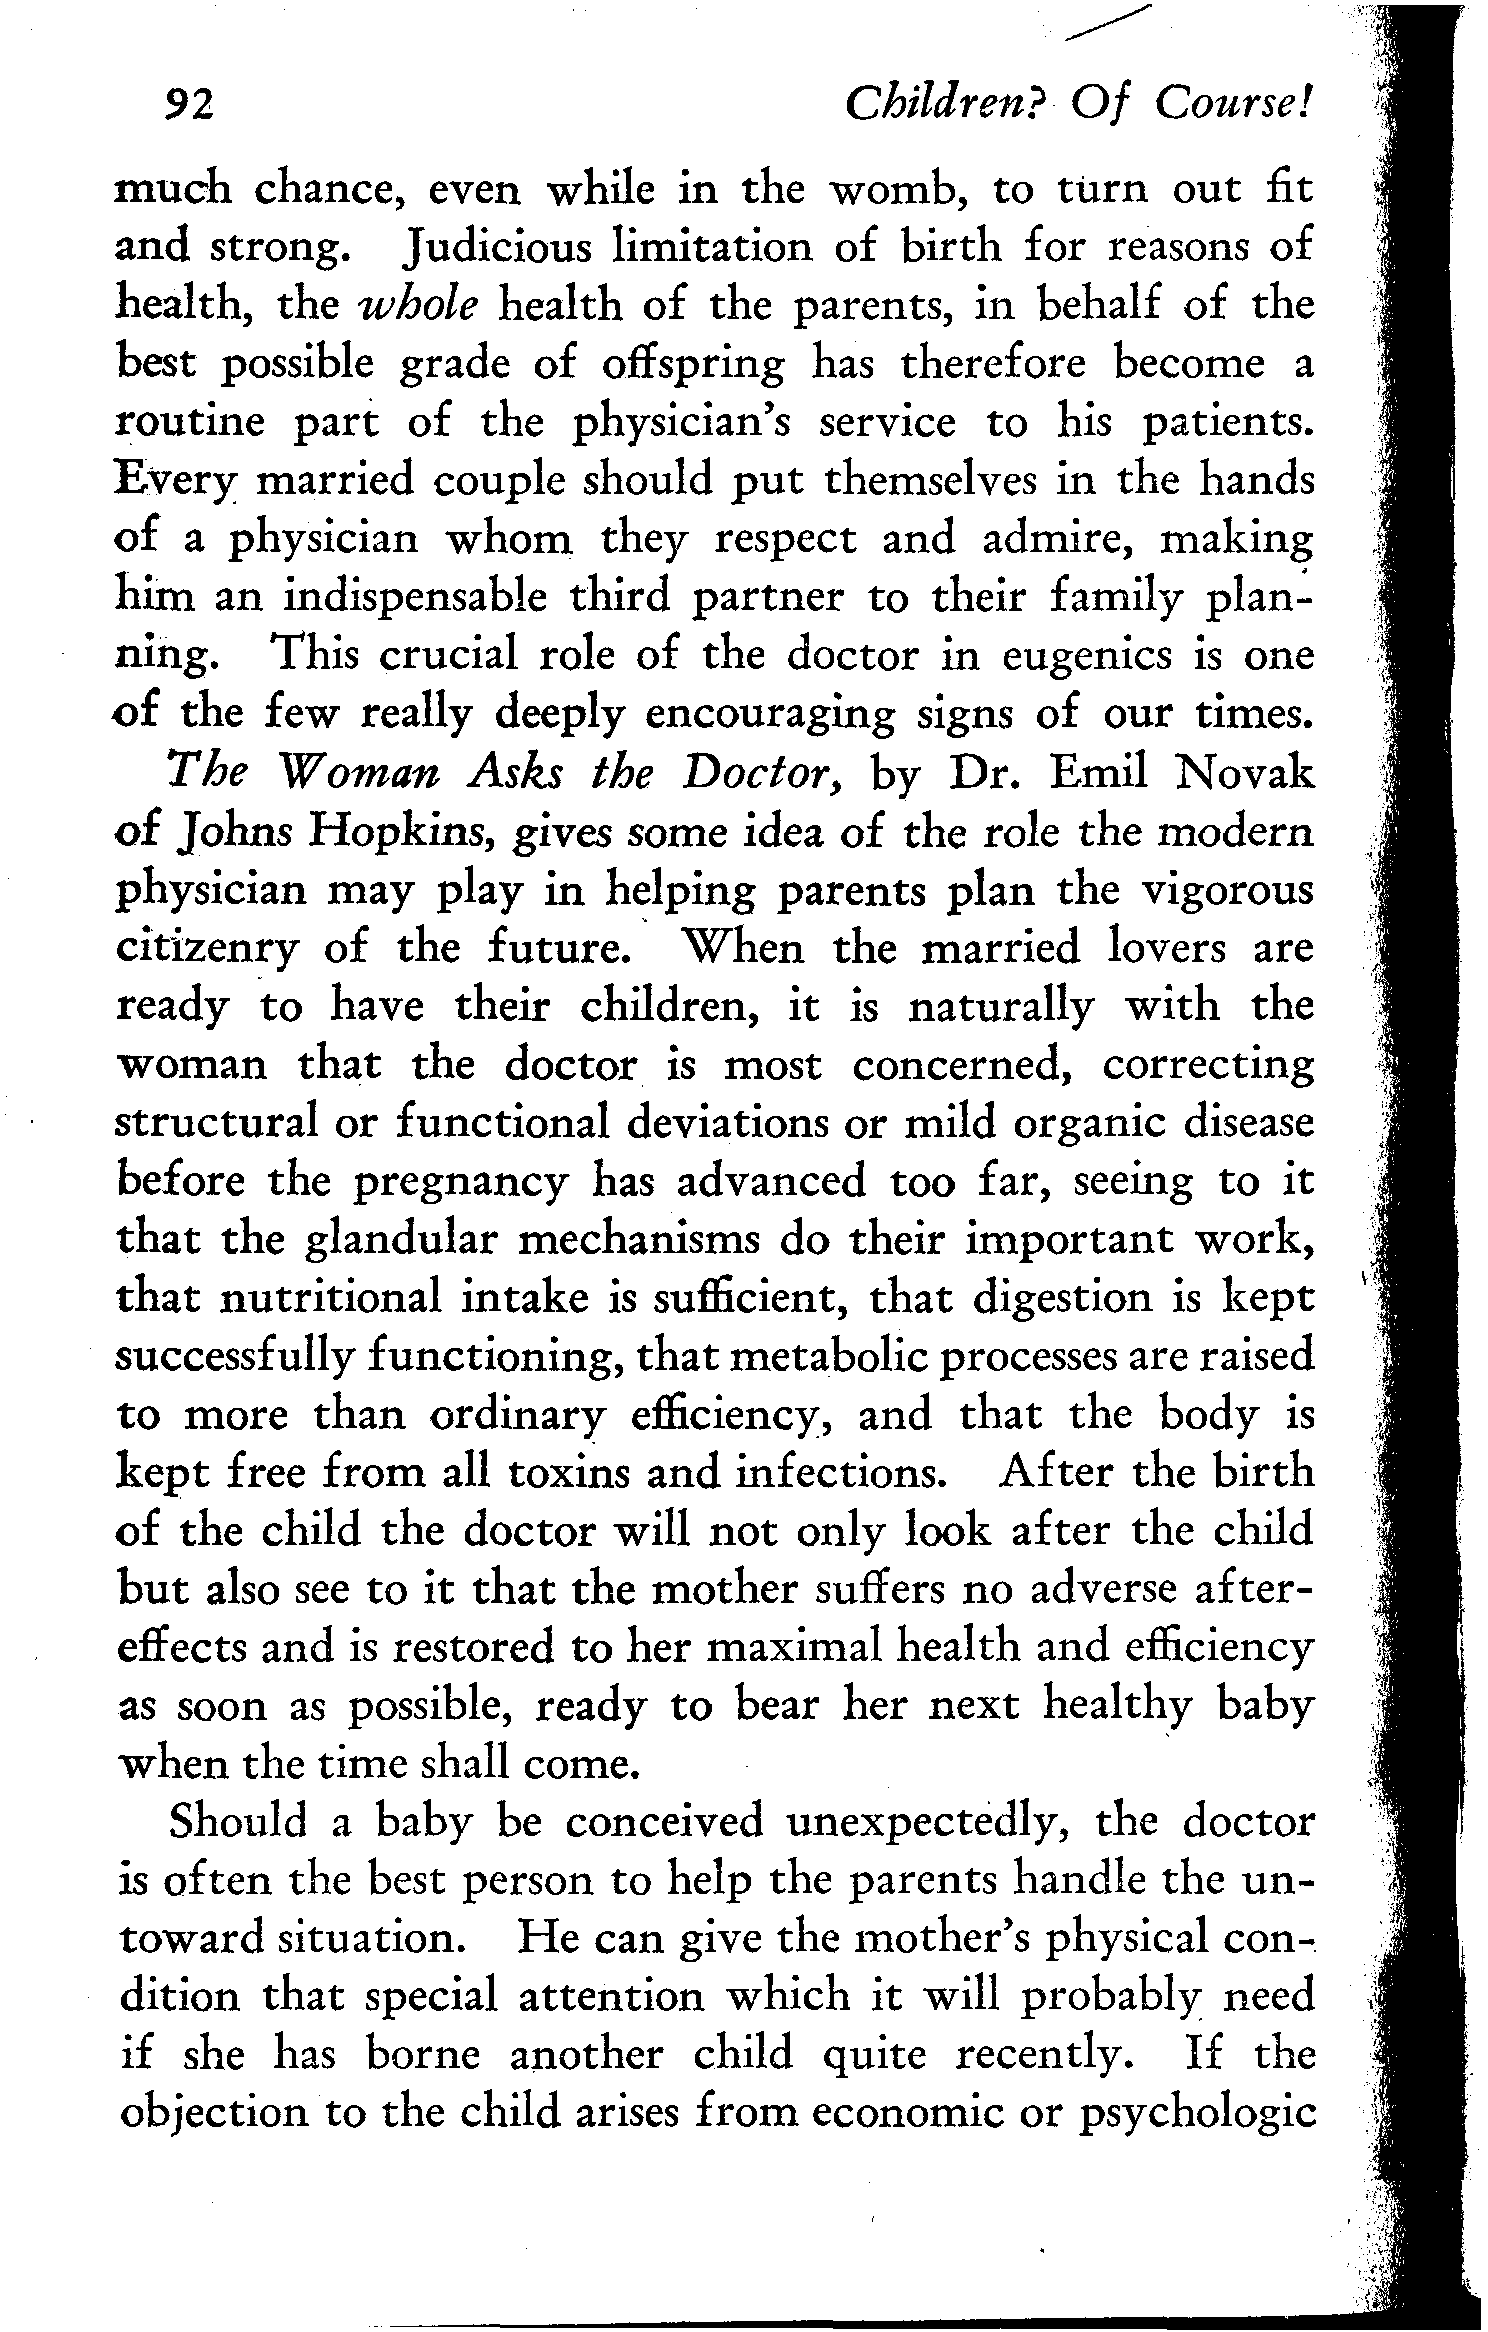 92 Children? Of Course!
much chance, even while in the womb, to turn out fit
and strong. Judicious limitation of birth for reasons of
health, the whole health of the parents, in behalf of the
best possible grade of offspring has therefore become a
routine part of the physician's service to his patients.
Every married couple should put themselves in the hands
of a physician whom they respect and admire, making
him an indispensable third partner to their family plan-
ning. This crucial role of the doctor in eugenics is one
of the few really deeply encouraging signs of our times.
The Woman Asks the Doctor, by Dr. Emil Novak
of Johns Hopkins, gives some idea of the role the modern
physician may play in helping parents plan the vigorous
citizenry of the future. When the married lovers are
ready to have their children, it is naturally with the
woman that the doctor is most concerned, correcting
structural or functional deviations or mild organic disease
before the pregnancy has advanced too far, seeing to it
that the glandular mechanisms do their important work,
that nutritional intake is sufficient, that digestion is kept
successfully functioning, that metabolic processes are raised
to more than ordinary efficiency, and that the body is
kept free from all toxins and infections. After the birth
of the child the doctor will not only look after the child
but also see to it that the mother suffers no adverse after-
effects and is restored to her maximal health and efficiency
as soon as possible, ready to bear her next healthy baby
when the time shall come.
Should a baby be conceived unexpectedly, the doctor
is often the best person to help the parents handle the un-
toward situation. He can give the mother's physical con-
dition that special attention which it will probably need
if she has borne another child quite recently. If the
objection to the child arises from economic or psychologic